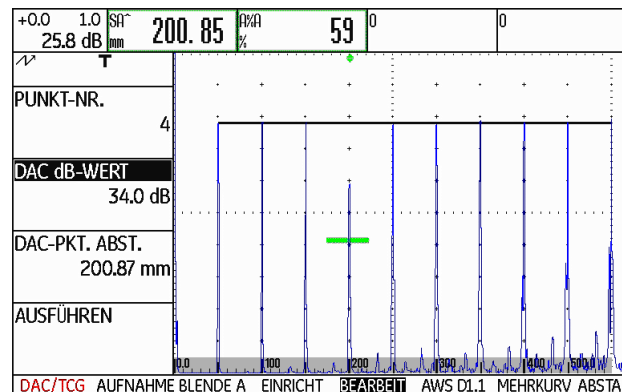 +0.0 1.0 SA^ 200.85 A%A 59 0 0
25.8 dB mm %
T
PUNKT-NR.
4
DAC dB-WERT
34.0 dB
DAC-PKT. ABST.
200.87 mm
AUSFÜHREN
0.0 100 200 300 400 500.0
DAC/TCG AUFNAHME BLENDE A EINRICHT BEARBEIT AWS D1.1 MEHRKURV ABSTA